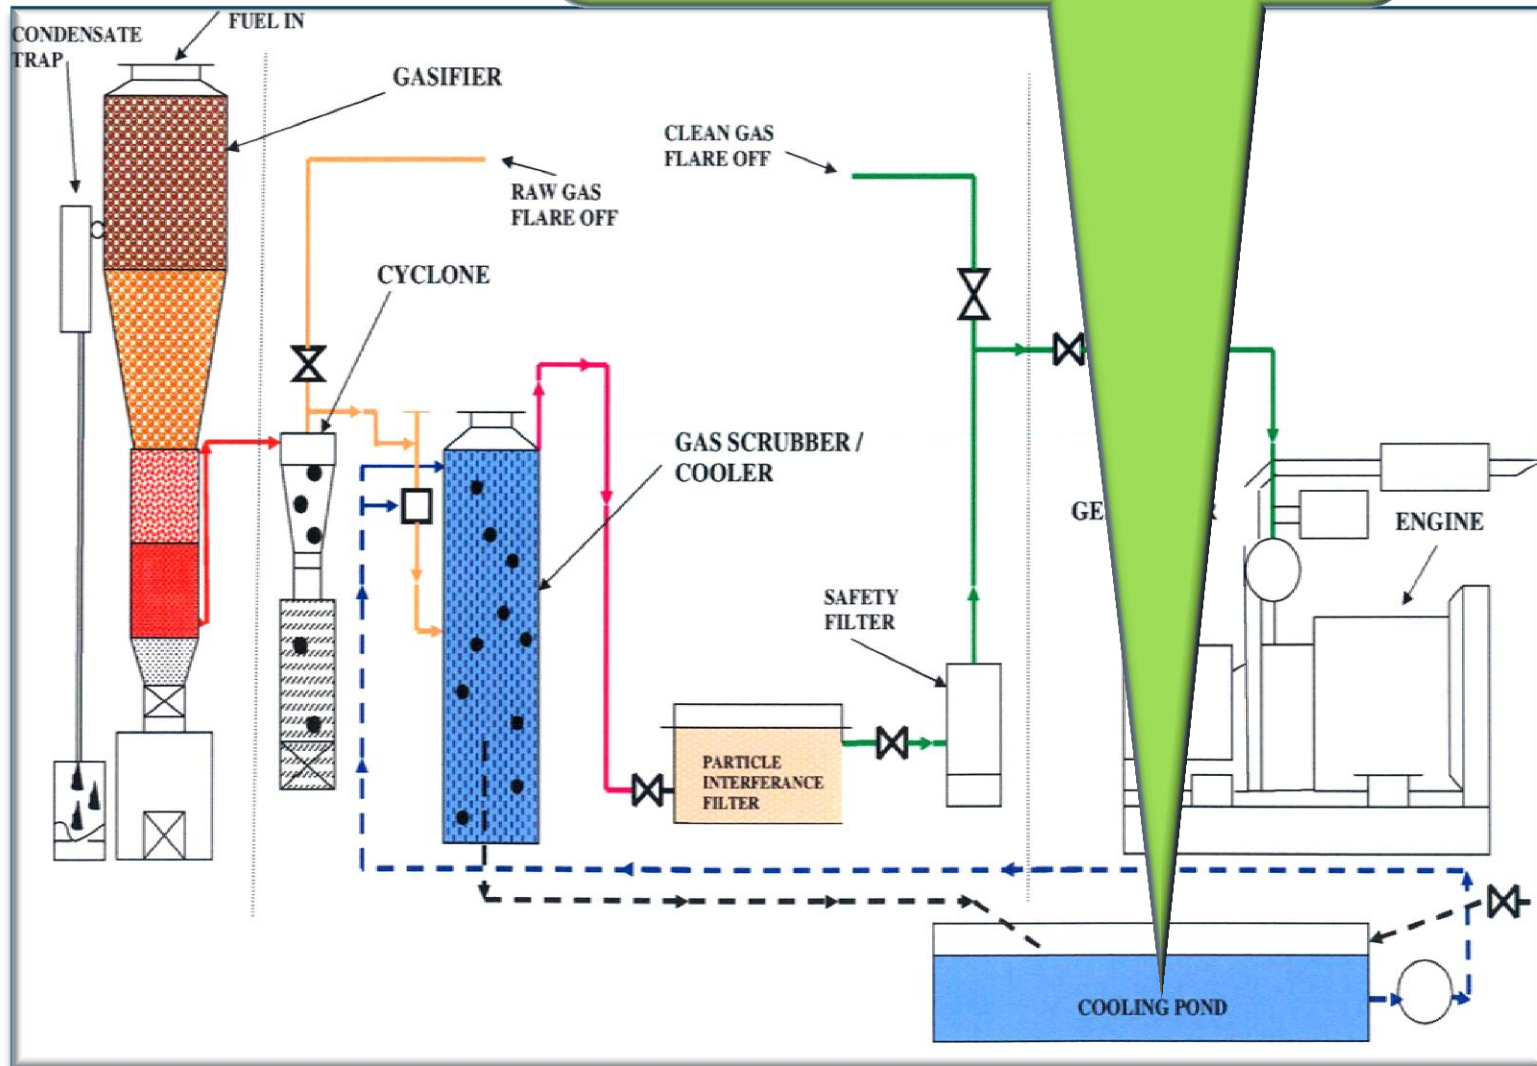 FUEL IN
CONDENSATE
TRAP
GASIFIER
CLEAN GAS
FLARE OFF
RAW GAS
FLARE OFF
CYCLONE
GAS SCRUBBER /
COOLER
ENGINE
SAFETY
FILTER
PARTICLE
INTERFERANCE
FILTER
COOLING POND